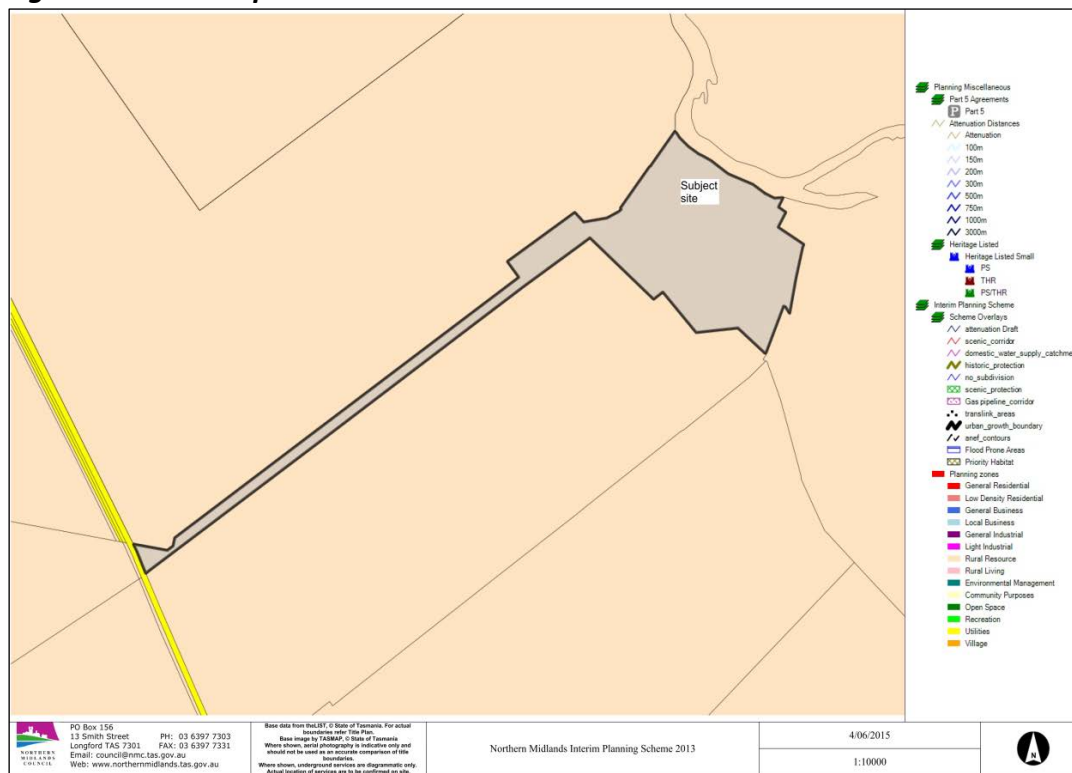 Subject
site
Planning Miscellaneous
Part 5 Agreements
P Part 5
Attenuation Distances
Attenuation
100m
150m
200m
300m
500m
750m
1000m
3000m
Heritage Listed
Heritage Listed Small
PS
THR
PS/THR
Interim Planning Scheme
Scheme Overlays
attenuation Draft
scenic_corridor
domestic_water_supply_catchme
historic_protection
no_subdivision
scenic_protection
Gas pipeline_corridor
translink_areas
urban_growth_boundary
anef_contours
Flood Prone Areas
Priority Habitat
Planning zones
General Residential
Low Density Residential
General Business
Local Business
General Industrial
Light Industrial
Rural Resource
Rural Living
Environmental Management
Community Purposes
Open Space
Recreation
Utilities
Village
NORTHERN
MIDLANDS
COUNCIL
PO Box 156
13 Smith Street PH: 03 6397 7303
Longford TAS 7301 FAX: 03 6397 7331
Email: council@nmc.tas.gov.au
Web: www.northernmidlands.tas.gov.au
Base data from theLIST, © State of Tasmania. For actual
boundaries refer Title Plan.
Base image by TASMAP, © State of Tasmania
Where shown, aerial photography is indicative only and
should not be used as an accurate comparison of title
boundaries.
Where shown, underground services are diagrammatic only.
Actual location of services are to be confirmed on site.
Northern Midlands Interim Planning Scheme 2013
4/06/2015
1:10000
N